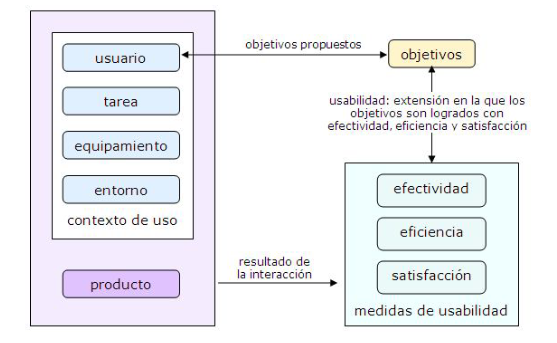 usuario
tarea
equipamiento
entorno
contexto de uso
producto
objetivos propuestos
objetivos
usabilidad: extensión en la que los
objetivos son logrados con
efectividad, eficiencia y satisfacción
resultado de
la interacción
efectividad
eficiencia
satisfacción
medidas de usabilidad